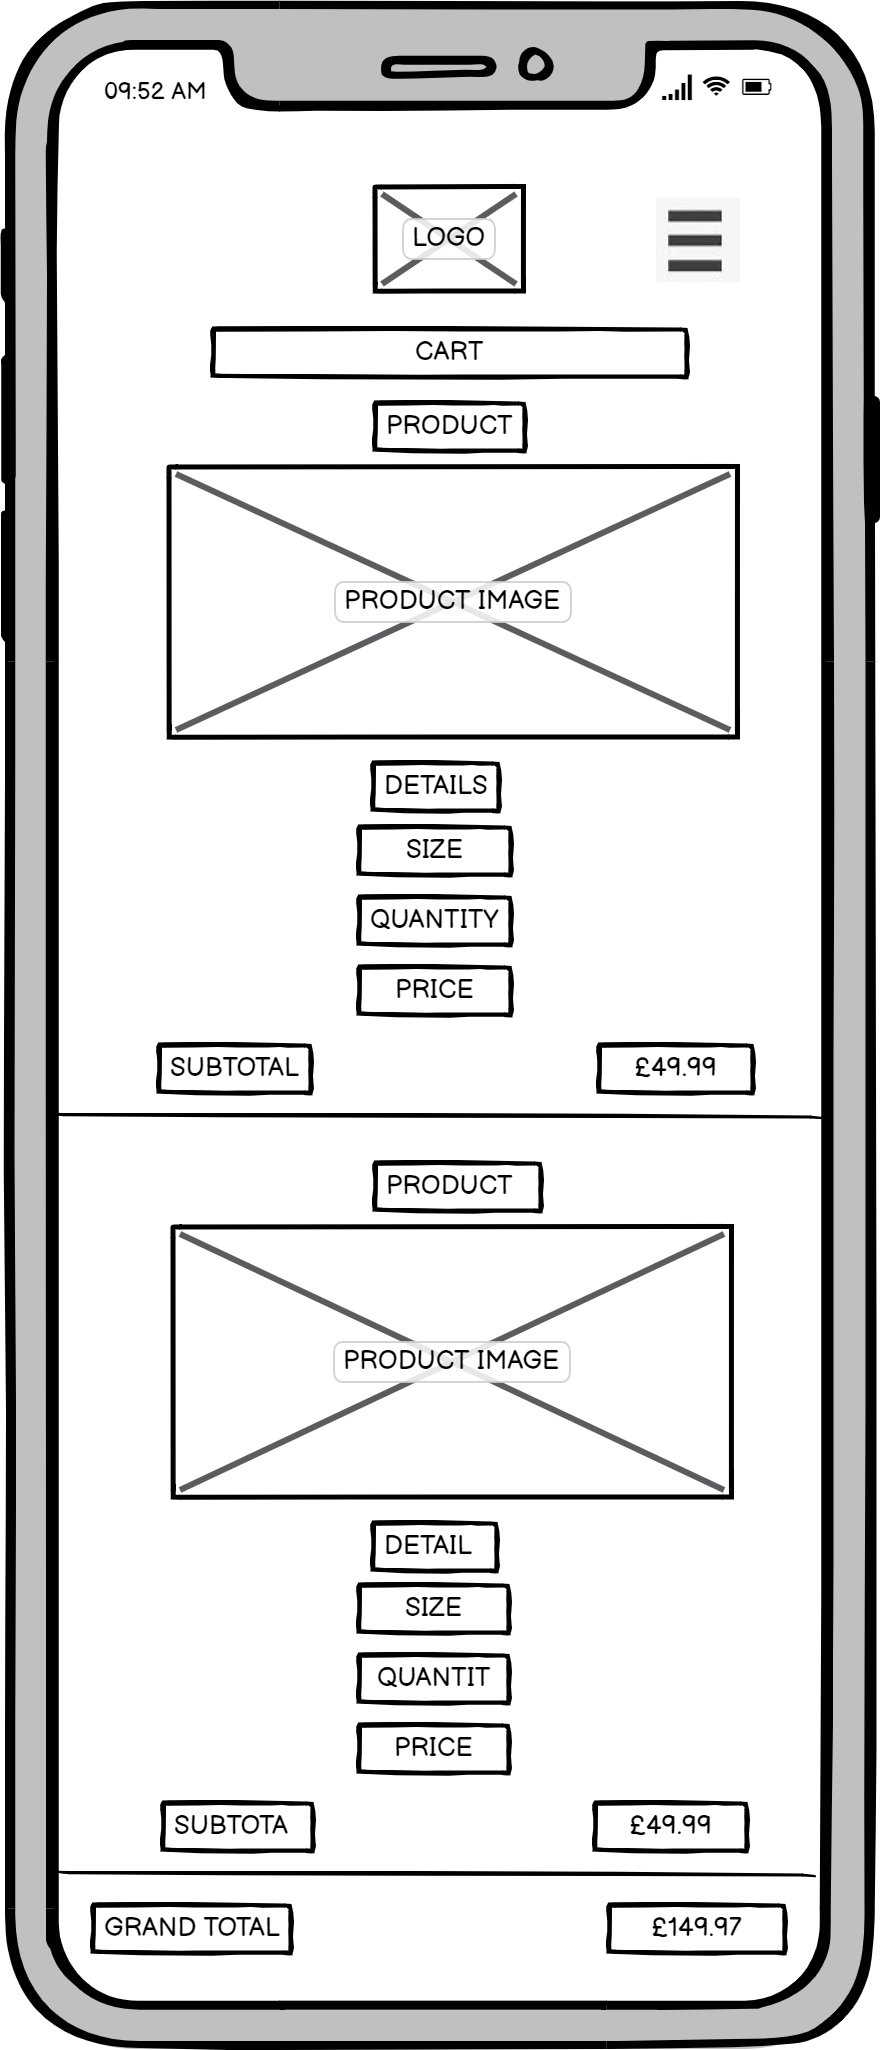 09:52 AM
LOGO
CART
PRODUCT
PRODUCT IMAGE
DETAILS
SIZE
QUANTITY
PRICE
SUBTOTAL £49.99
PRODUCT
PRODUCT IMAGE
DETAIL
SIZE
QUANTIT
PRICE
SUBTOTA £49.99
GRAND TOTAL £149.97